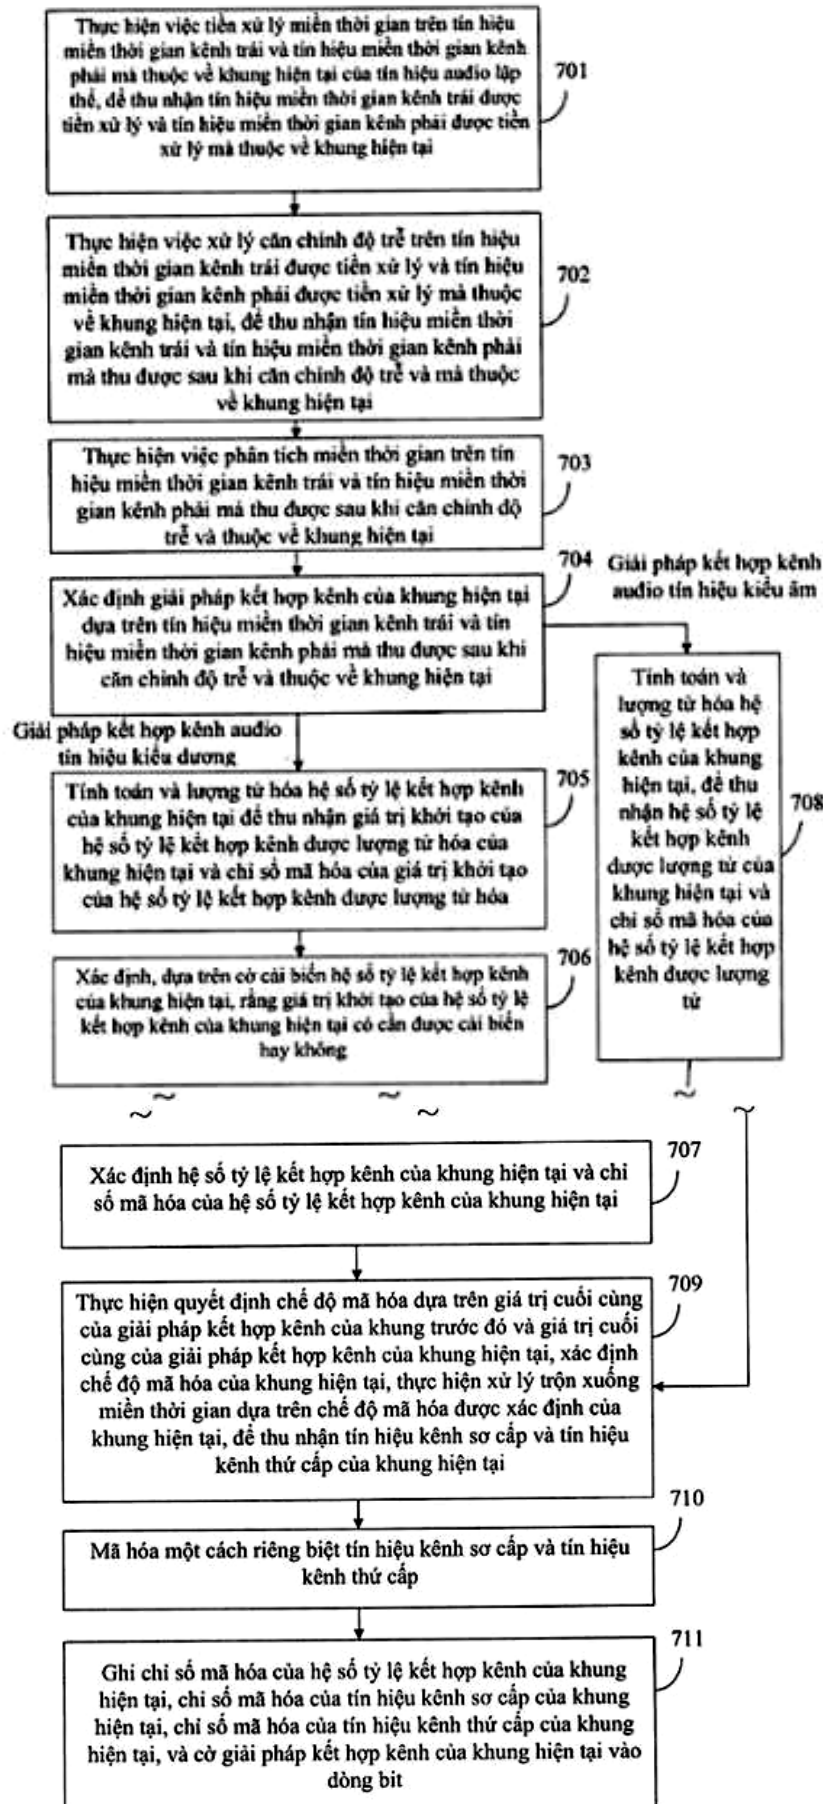 Thực hiện việc tiền xử lý miền thời gian trên tín hiệu
miền thời gian kênh trái và tín hiệu miền thời gian kênh
phải mà thuộc về khung hiện tại của tín hiệu audio lập
thể, để thu nhận tín hiệu miền thời gian kênh trái được
tiền xử lý và tín hiệu miền thời gian kênh phải được tiền
xử lý mà thuộc về khung hiện tại
701
Thực hiện việc xử lý căn chỉnh độ trễ trên tín hiệu
miền thời gian kênh trái được tiền xử lý và tín hiệu
miền thời gian kênh phải được tiền xử lý mà thuộc
về khung hiện tại, để thu nhận tín hiệu miền thời
gian kênh trái và tín hiệu miền thời gian kênh phải
mà thu được sau khi căn chỉnh độ trễ và mà thuộc
về khung hiện tại
702
Thực hiện việc phân tích miền thời gian trên tín
hiệu miền thời gian kênh trái và tín hiệu miền thời
gian kênh phải mà thu được sau khi căn chỉnh độ
trễ và thuộc về khung hiện tại
703
Xác định giải pháp kết hợp kênh của khung hiện tại
dựa trên tín hiệu miền thời gian kênh trái và tín
hiệu miền thời gian kênh phải mà thu được sau khi
căn chỉnh độ trễ và thuộc về khung hiện tại
704
Giải pháp kết hợp kênh
audio tín hiệu kiểu âm
Giải pháp kết hợp kênh audio
tín hiệu kiểu dương
Tính toán và lượng tử hóa hệ số tỷ lệ kết hợp kênh
của khung hiện tại để thu nhận giá trị khởi tạo của
hệ số tỷ lệ kết hợp kênh được lượng tử hóa của
khung hiện tại và chỉ số mã hóa của giá trị khởi tạo
của hệ số tỷ lệ kết hợp kênh được lượng tử hóa
705
Tính toán và
lượng tử hóa hệ
số tỷ lệ kết hợp
kênh của khung
hiện tại, để thu
nhận hệ số tỷ lệ
kết hợp kênh
được lượng tử của
khung hiện tại và
chỉ số mã hóa của
hệ số tỷ lệ kết hợp
kênh được lượng
tử
708
Xác định, dựa trên cờ cải biến hệ số tỷ lệ kết hợp kênh
của khung hiện tại, rằng giá trị khởi tạo của hệ số tỷ lệ
kết hợp kênh của khung hiện tại có cần được cải biến
hay không
706
Xác định hệ số tỷ lệ kết hợp kênh của khung hiện tại và chỉ
số mã hóa của hệ số tỷ lệ kết hợp kênh của khung hiện tại
707
Thực hiện quyết định chế độ mã hóa dựa trên giá trị cuối cùng
của giải pháp kết hợp kênh của khung trước đó và giá trị cuối
cùng của giải pháp kết hợp kênh của khung hiện tại, xác định
chế độ mã hóa của khung hiện tại, thực hiện xử lý trộn xuống
miền thời gian dựa trên chế độ mã hóa được xác định của
khung hiện tại, để thu nhận tín hiệu kênh sơ cấp và tín hiệu
kênh thứ cấp của khung hiện tại
709
Mã hóa một cách riêng biệt tín hiệu kênh sơ cấp và tín hiệu
kênh thứ cấp
710
Ghi chỉ số mã hóa của hệ số tỷ lệ kết hợp kênh của khung
hiện tại, chỉ số mã hóa của tín hiệu kênh sơ cấp của khung
hiện tại, chỉ số mã hóa của tín hiệu kênh thứ cấp của khung
hiện tại, và cờ giải pháp kết hợp kênh của khung hiện tại vào
dòng bit
711